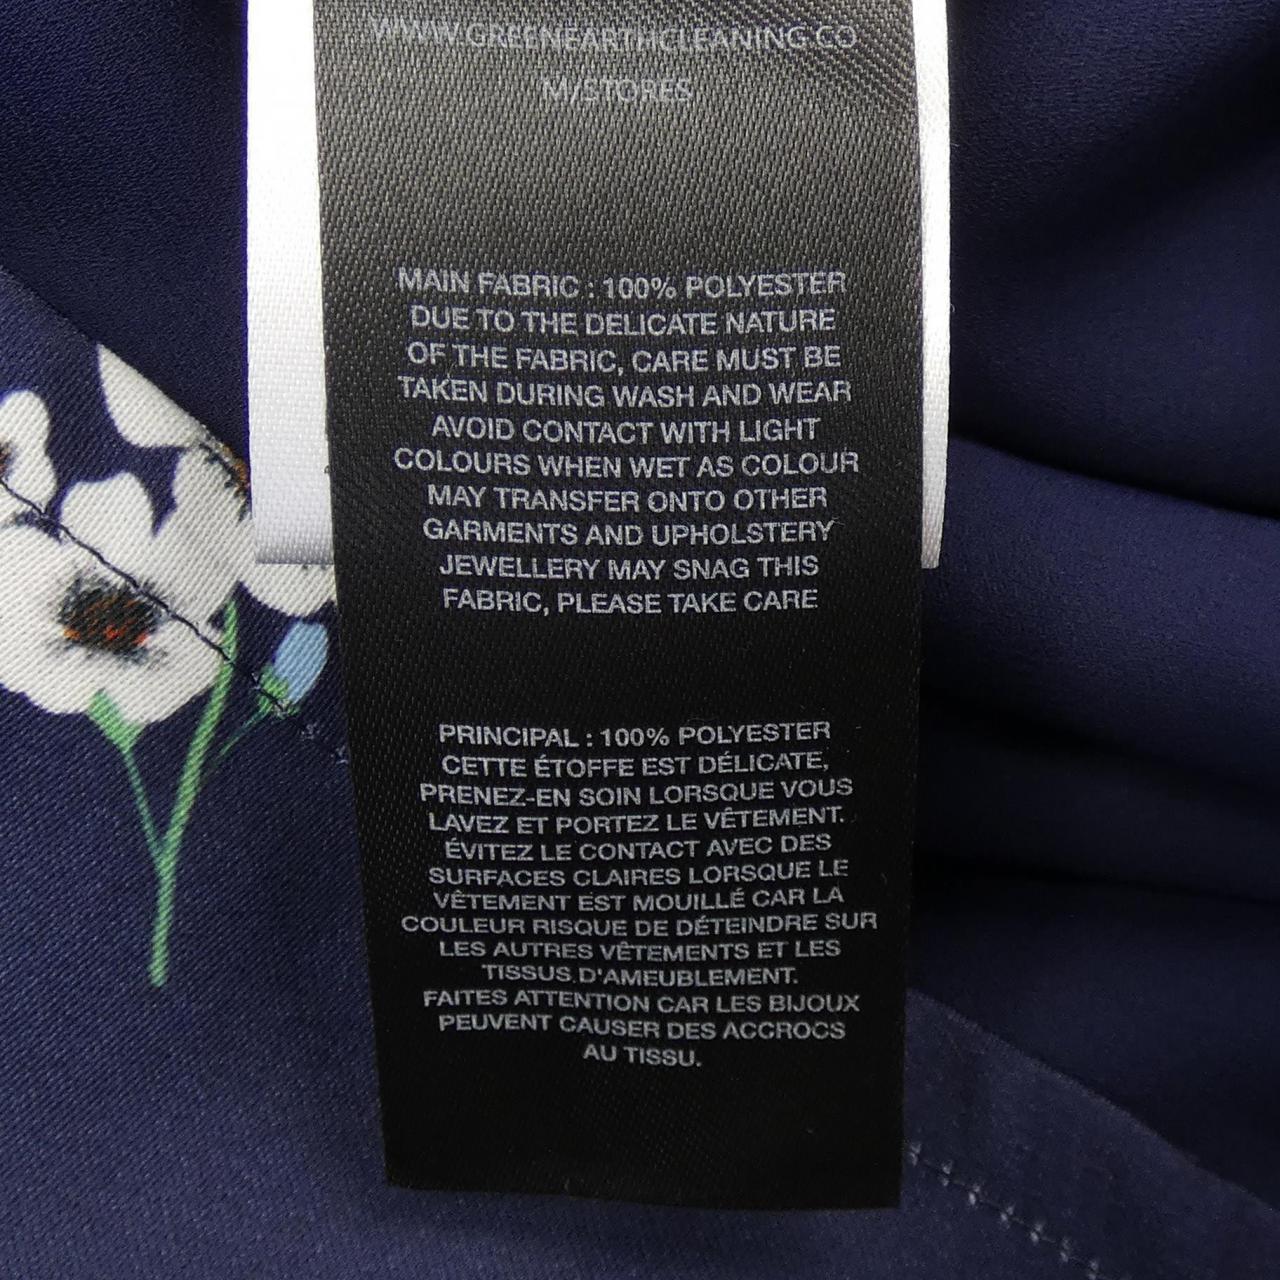 WWW.GREENEARTHCLEANING.CO
M/STORES
MAIN FABRIC : 100% POLYESTER
DUE TO THE DELICATE NATURE
OF THE FABRIC, CARE MUST BE
TAKEN DURING WASH AND WEAR
AVOID CONTACT WITH LIGHT
COLOURS WHEN WET AS COLOUR
MAY TRANSFER ONTO OTHER
GARMENTS AND UPHOLSTERY
JEWELLERY MAY SNAG THIS
FABRIC, PLEASE TAKE CARE
PRINCIPAL : 100% POLYESTER
CETTE ÉTOFFE EST DÉLICATE,
PRENEZ-EN SOIN LORSQUE VOUS
LAVEZ ET PORTEZ LE VÊTEMENT.
ÉVITEZ LE CONTACT AVEC DES
SURFACES CLAIRES LORSQUE LE
VÊTEMENT EST MOUILLÉ CAR LA
COULEUR RISQUE DE DÉTEINDRE SUR
LES AUTRES VÊTEMENTS ET LES
TISSUS D'AMEUBLEMENT.
FAITES ATTENTION CAR LES BIJOUX
PEUVENT CAUSER DES ACCROCS
AU TISSU.